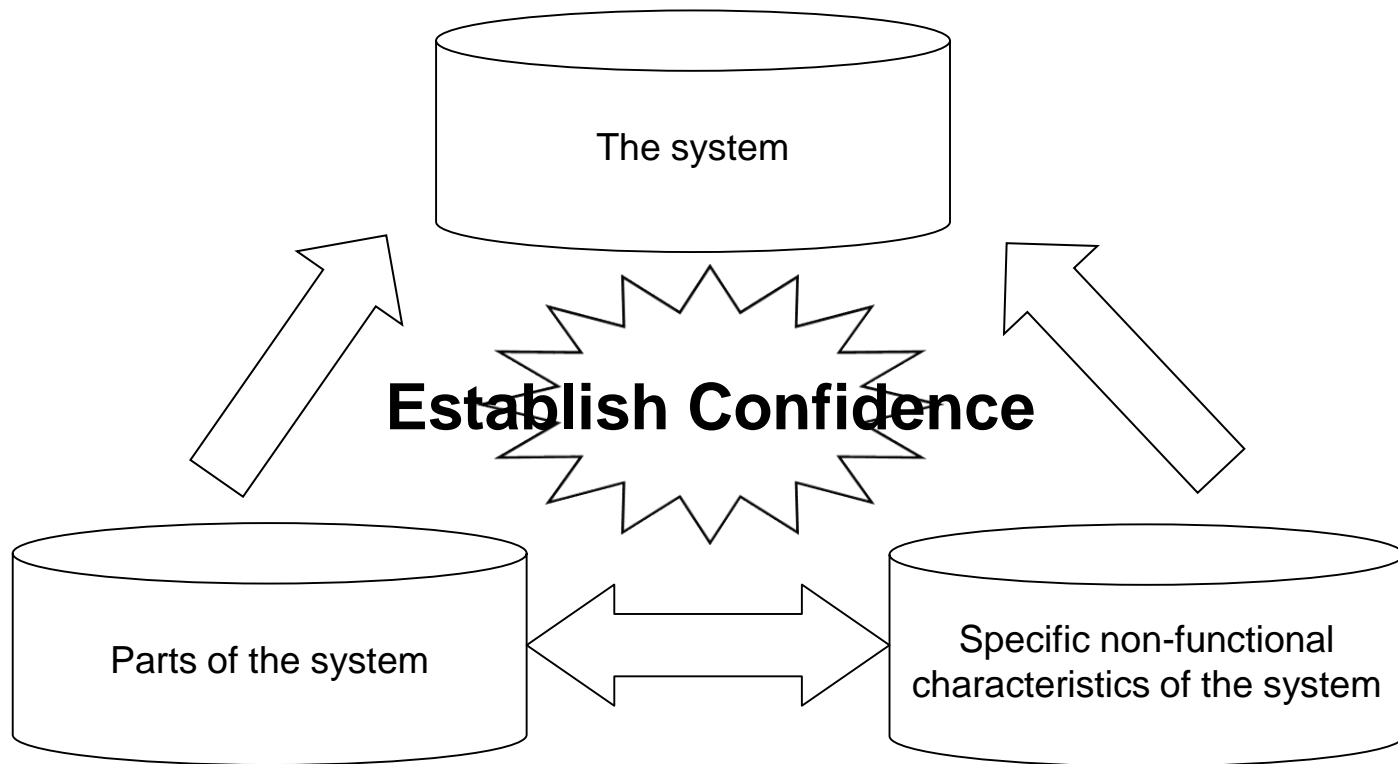 The system
Establish Confidence
Parts of the system
Specific non-functional
characteristics of the system